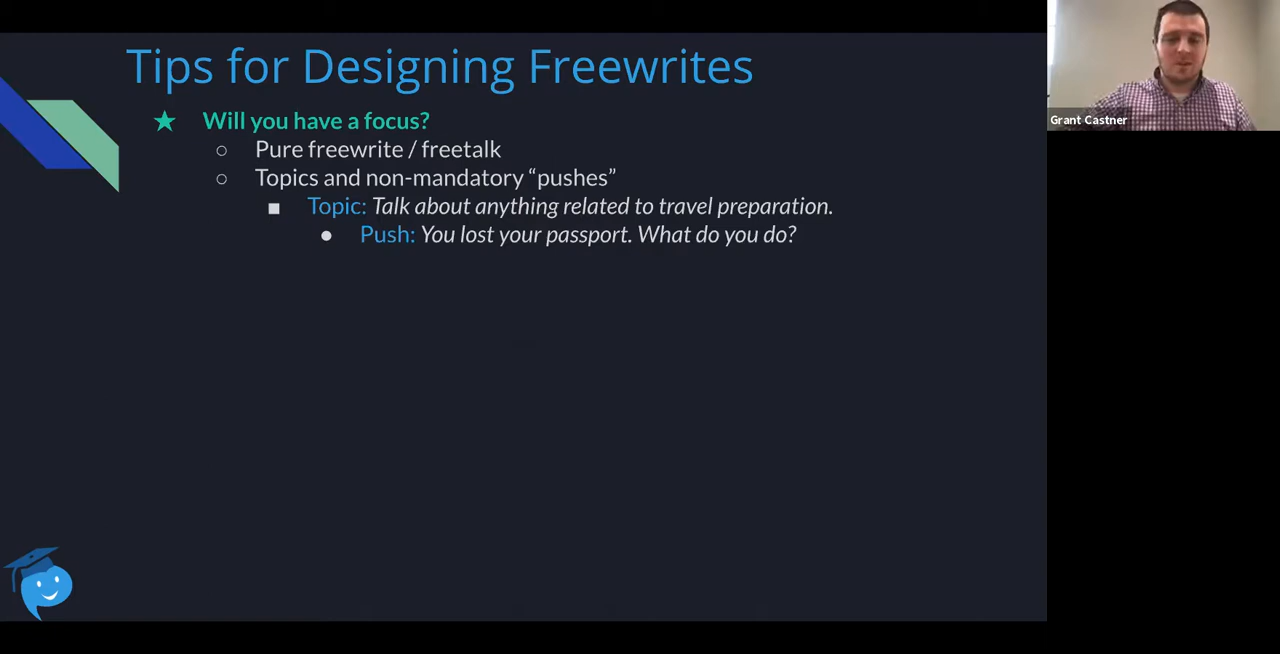 Tips for Designing Freewrites
Will you have a focus?
Pure freewrite / freetalk
Topics and non-mandatory “pushes”
Topic: Talk about anything related to travel preparation.
Push: You lost your passport. What do you do?
Grant Castner